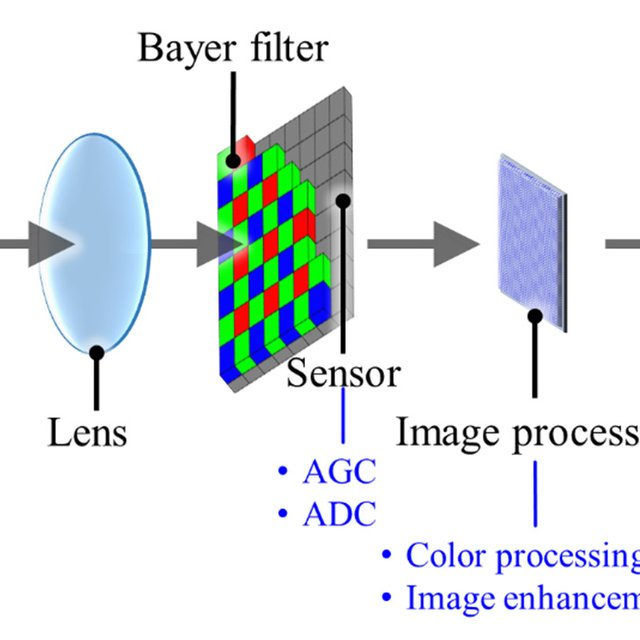 Bayer filter
Sensor
Lens
Image process
• AGC
• ADC
• Color processing
• Image enhancem